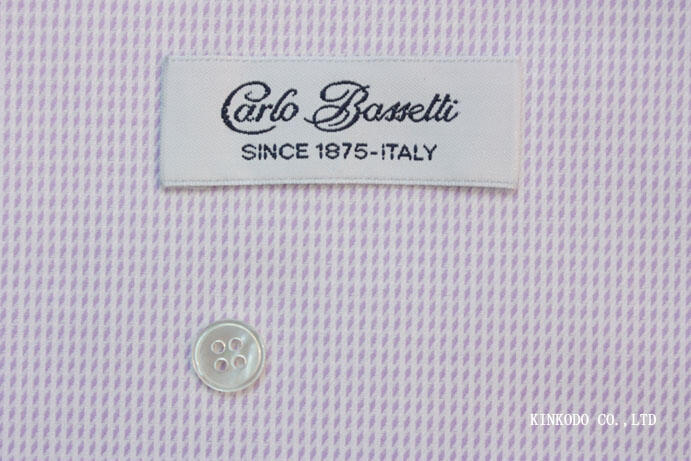 Carlo Bassetti
SINCE 1875-ITALY
KINKODO CO.,LTD